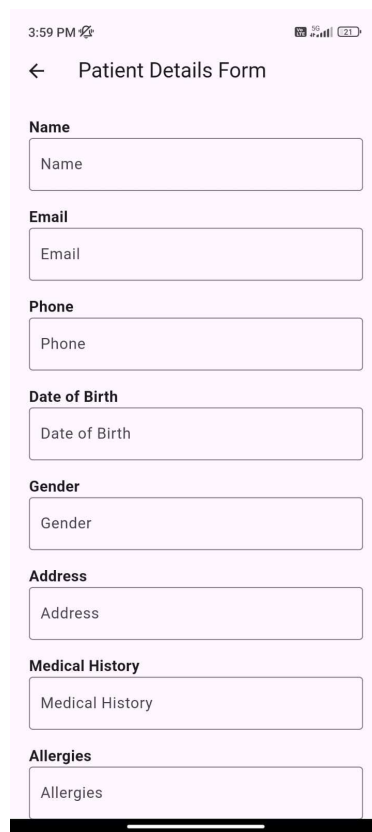 3:59 PM
5G
21
Patient Details Form
Name
Name
Email
Email
Phone
Phone
Date of Birth
Date of Birth
Gender
Gender
Address
Address
Medical History
Medical History
Allergies
Allergies